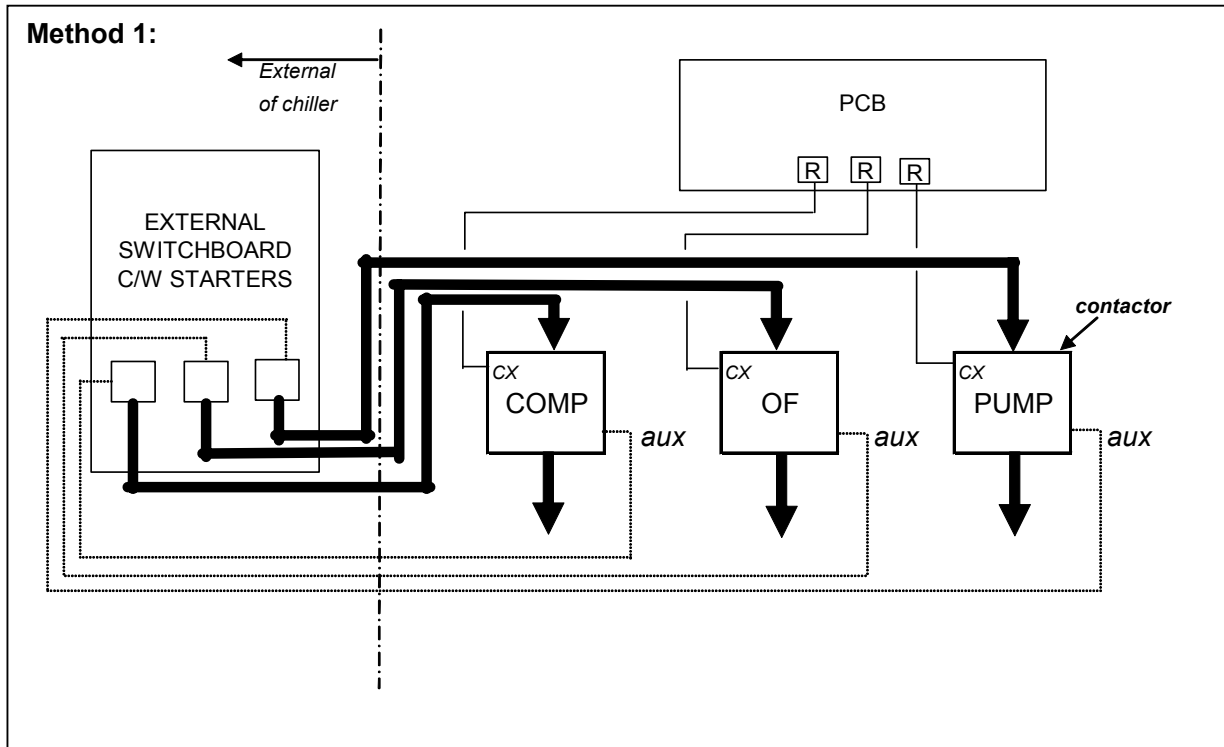 Method 1:
External
of chiller
PCB
R R R
EXTERNAL
SWITCHBOARD
C/W STARTERS
contactor
CX CX CX
COMP OF PUMP
aux aux aux